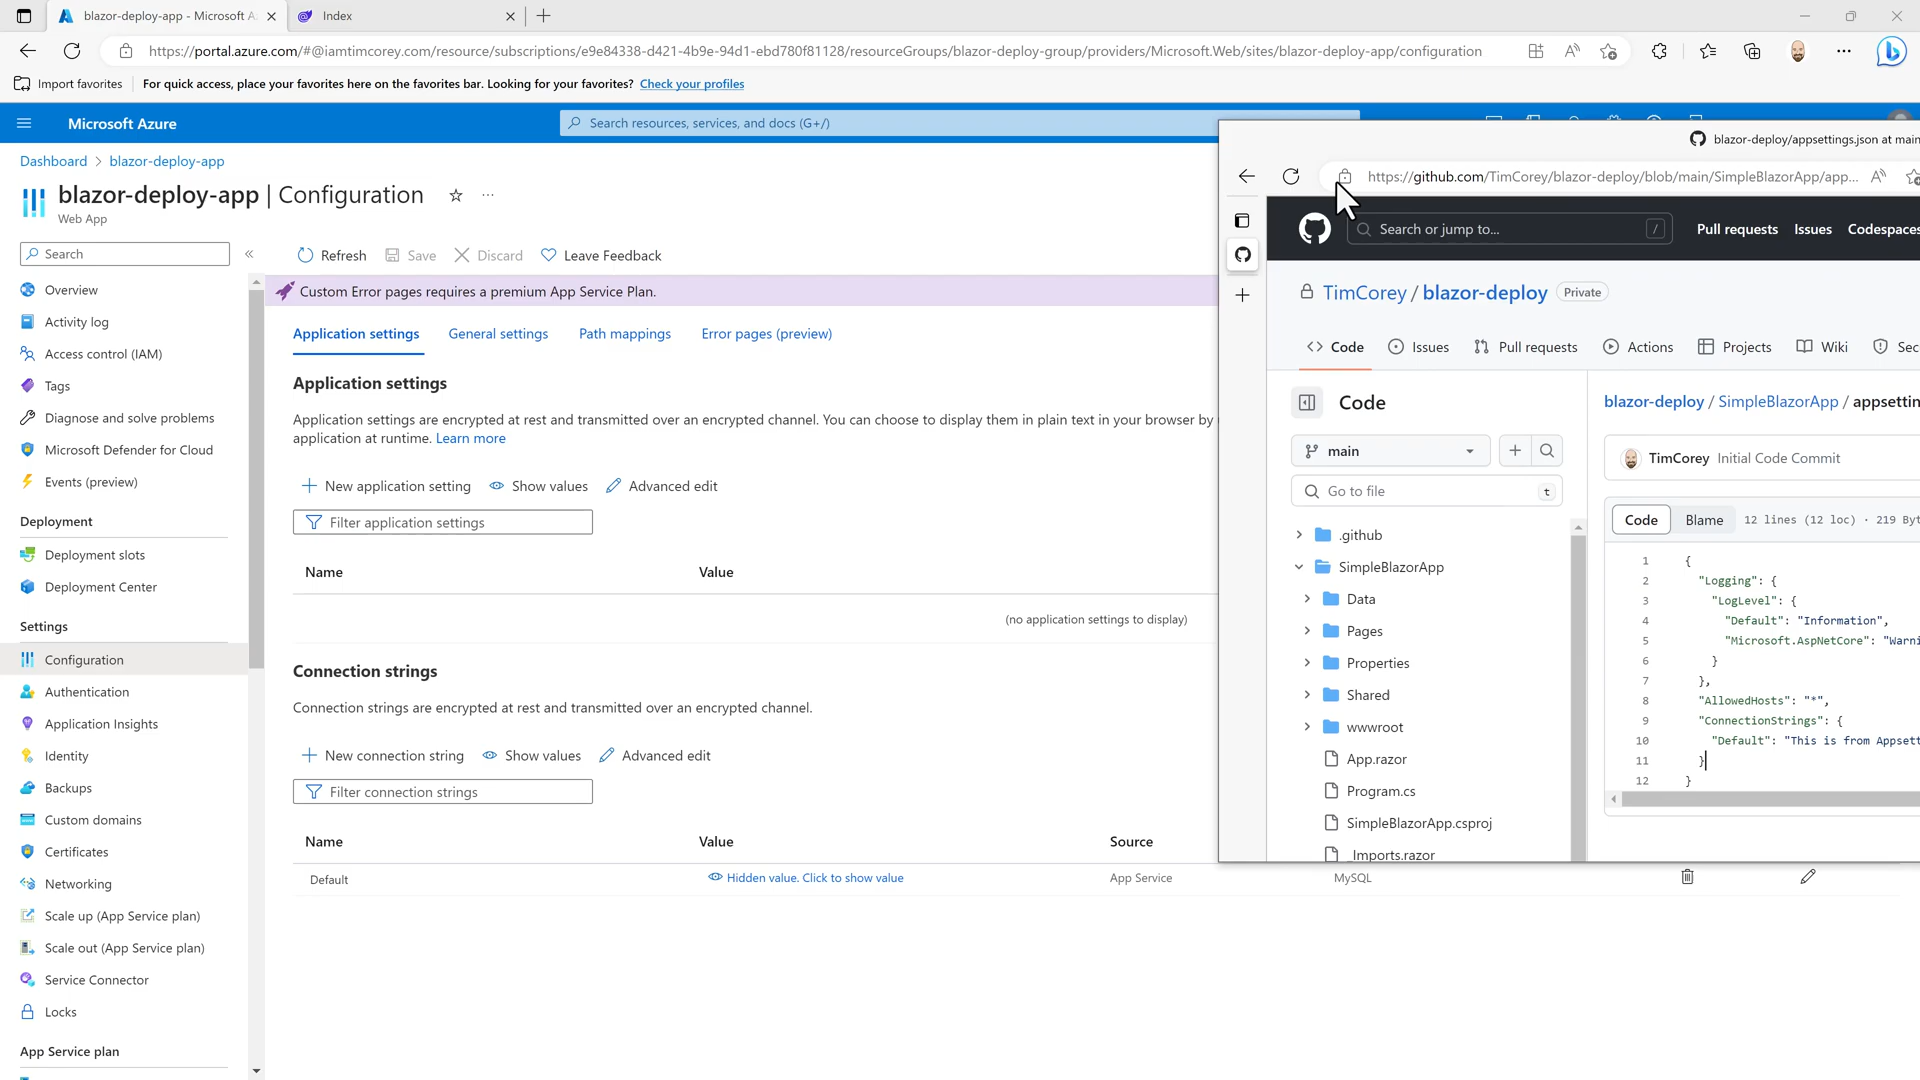 blazor-deploy-app - Microsoft A
Index
https://portal.azure.com/#@iamtimcorey.com/resource/subscriptions/e9e84338-d421-4b9e-94d1-ebd780f81128/resourceGroups/blazor-deploy-group/providers/Microsoft.Web/sites/blazor-deploy-app/configuration
Import favorites
For quick access, place your favorites here on the favorites bar. Looking for your favorites? Check your profiles
Microsoft Azure
Search resources, services, and docs (G+/)
Dashboard > blazor-deploy-app
blazor-deploy-app | Configuration
Web App
Search
Overview
Activity log
Access control (IAM)
Tags
Diagnose and solve problems
Microsoft Defender for Cloud
Events (preview)
Deployment
Deployment slots
Deployment Center
Settings
Configuration
Authentication
Application Insights
Identity
Backups
Custom domains
Certificates
Networking
Scale up (App Service plan)
Scale out (App Service plan)
Service Connector
Locks
App Service plan
Refresh Save Discard Leave Feedback
Custom Error pages requires a premium App Service Plan.
Application settings General settings Path mappings Error pages (preview)
Application settings
Application settings are encrypted at rest and transmitted over an encrypted channel. You can choose to display them in plain text in your browser by
application at runtime. Learn more
New application setting Show values Advanced edit
Filter application settings
Name Value
(no application settings to display)
Connection strings
Connection strings are encrypted at rest and transmitted over an encrypted channel.
New connection string Show values Advanced edit
Filter connection strings
Name Value Source
Default Hidden value. Click to show value App Service MySQL
blazor-deploy/appsettings.json at main
https://github.com/TimCorey/blazor-deploy/blob/main/SimpleBlazorApp/app...
Search or jump to... /
Pull requests Issues Codespaces
TimCorey / blazor-deploy Private
Code Issues Pull requests Actions Projects Wiki Sec
Code
main
Go to file t
.github
SimpleBlazorApp
Data
Pages
Properties
Shared
wwwroot
App.razor
Program.cs
SimpleBlazorApp.csproj
_Imports.razor
blazor-deploy / SimpleBlazorApp / appsettin
TimCorey Initial Code Commit
Code Blame 12 lines (12 loc) · 219 Byt
1 {
2 "Logging": {
3 "LogLevel": {
4 "Default": "Information",
5 "Microsoft.AspNetCore": "Warni
6 }
7 },
8 "AllowedHosts": "*",
9 "ConnectionStrings": {
10 "Default": "This is from Appsett
11 }
12 }